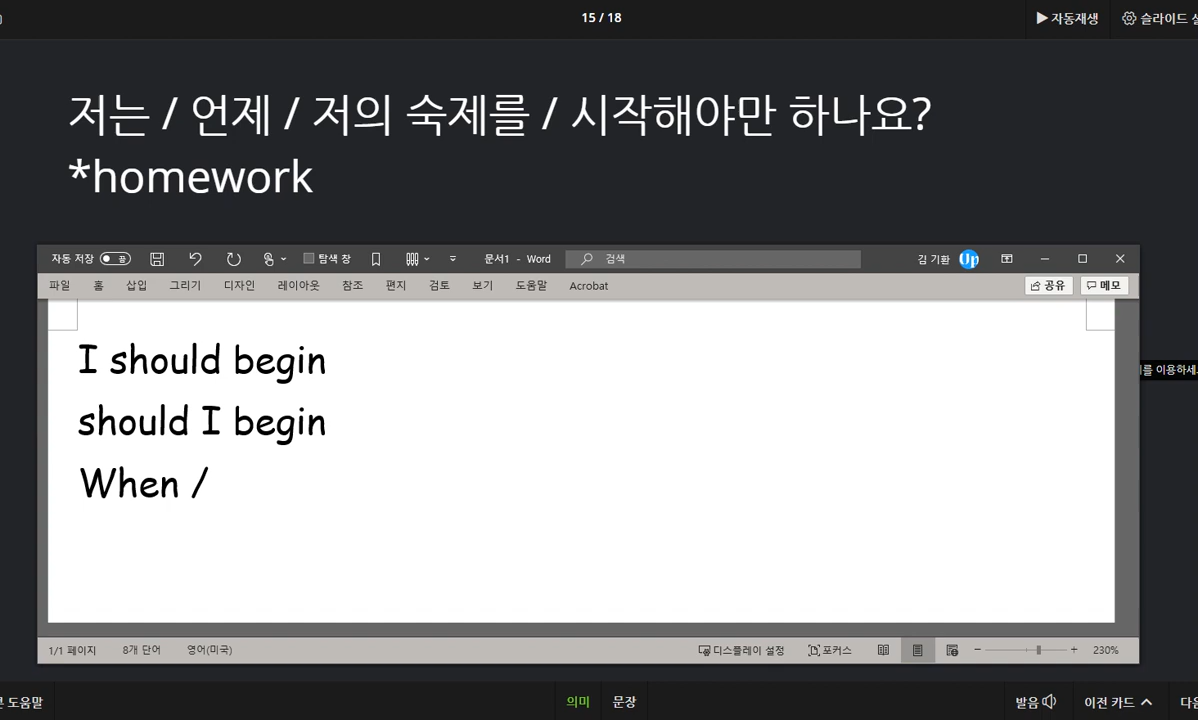 15 / 18
▶자동재생
슬라이드
저는 / 언제 / 저의 숙제를 / 시작해야만 하나요?
*homework
자동 저장 끔
탐색 창
문서1 - Word
검색
김 기환
Up
파일 홈 삽입 그리기 디자인 레이아웃 참조 편지 검토 보기 도움말 Acrobat
공유
메모
I should begin
should I begin
When /
를 이용하세
1/1 페이지
8개 단어
영어(미국)
디스플레이 설정
포커스
- +
230%
도움말
의미
문장
발음
이전 카드